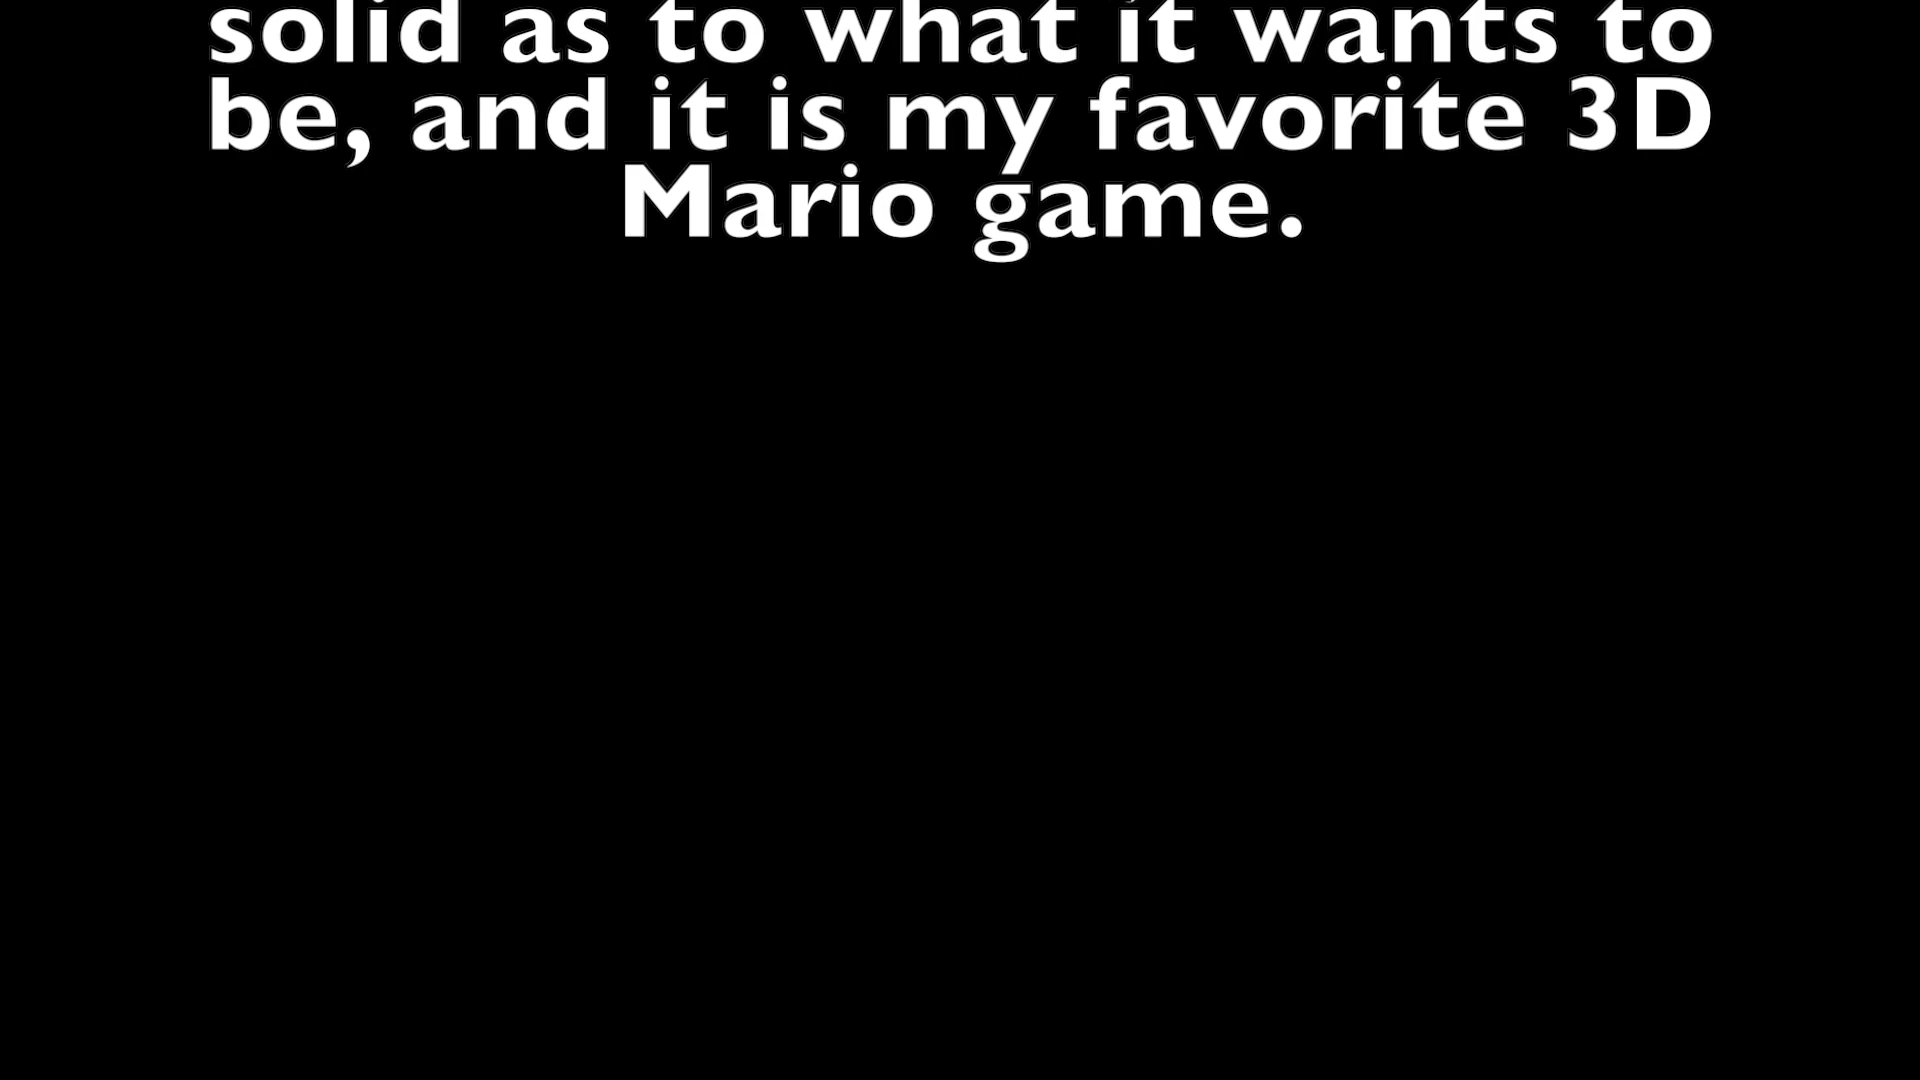 solid as to what it wants to
be, and it is my favorite 3D
Mario game.